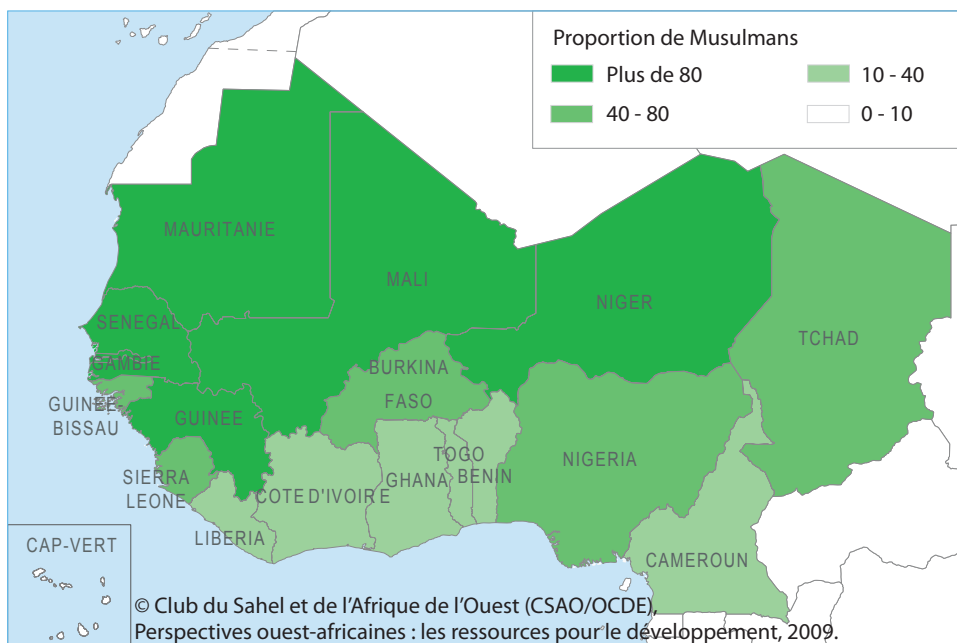 Proportion de Musulmans
Plus de 80
10 - 40
40 - 80
0 - 10
MAURITANIE
MALI
NIGER
SENEGAL
TCHAD
GAMBIE
BURKINA
FASO
GUINEE-
BISSAU
GUINEE
TOGO
NIGERIA
SIERRA
LEONE
COTE D'IVOIRE
GHANA
BENIN
LIBERIA
CAP-VERT
CAMEROUN
© Club du Sahel et de l'Afrique de l'Ouest (CSAO/OCDE),
Perspectives ouest-africaines : les ressources pour le développement, 2009.